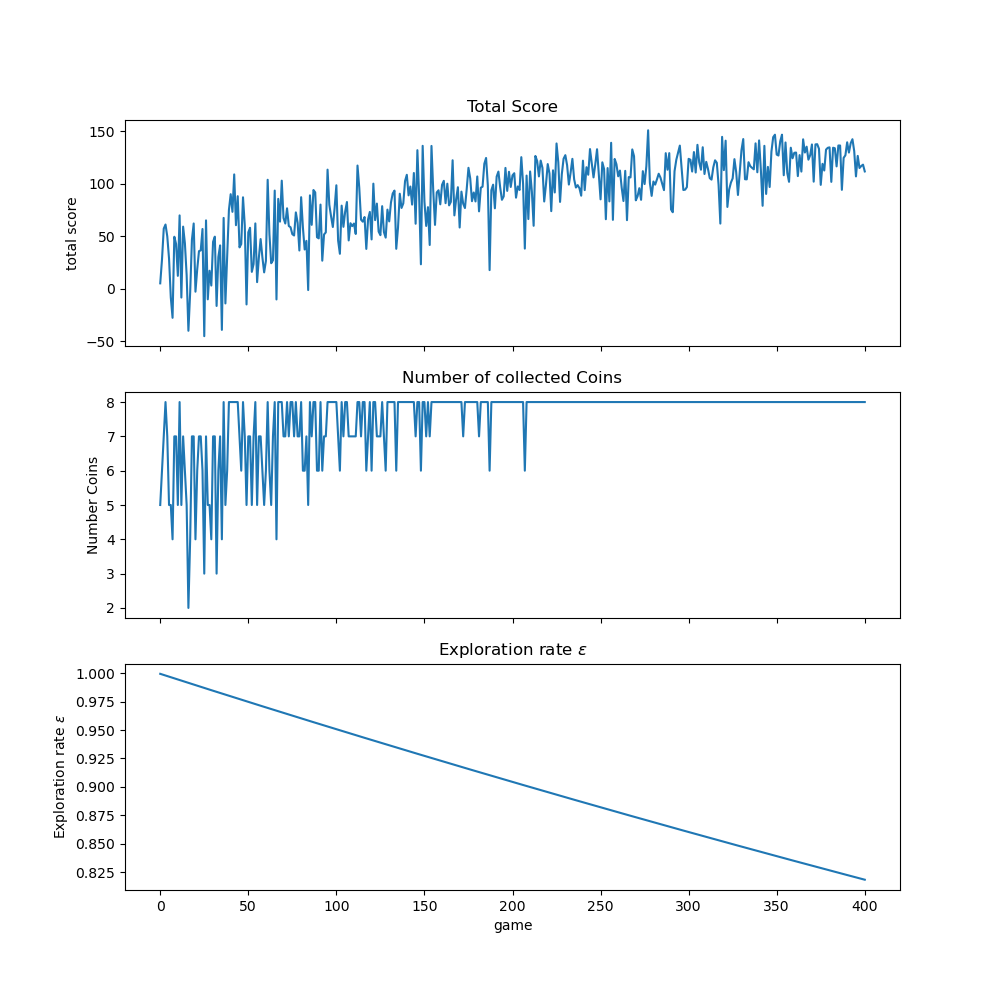 Total Score
150
100
50
0
−50
total score
Number of collected Coins
8
7
6
5
4
3
2
Number Coins
Exploration rate ε
1.000
0.975
0.950
0.925
0.900
0.875
0.850
0.825
Exploration rate ε
0 50 100 150 200 250 300 350 400
game